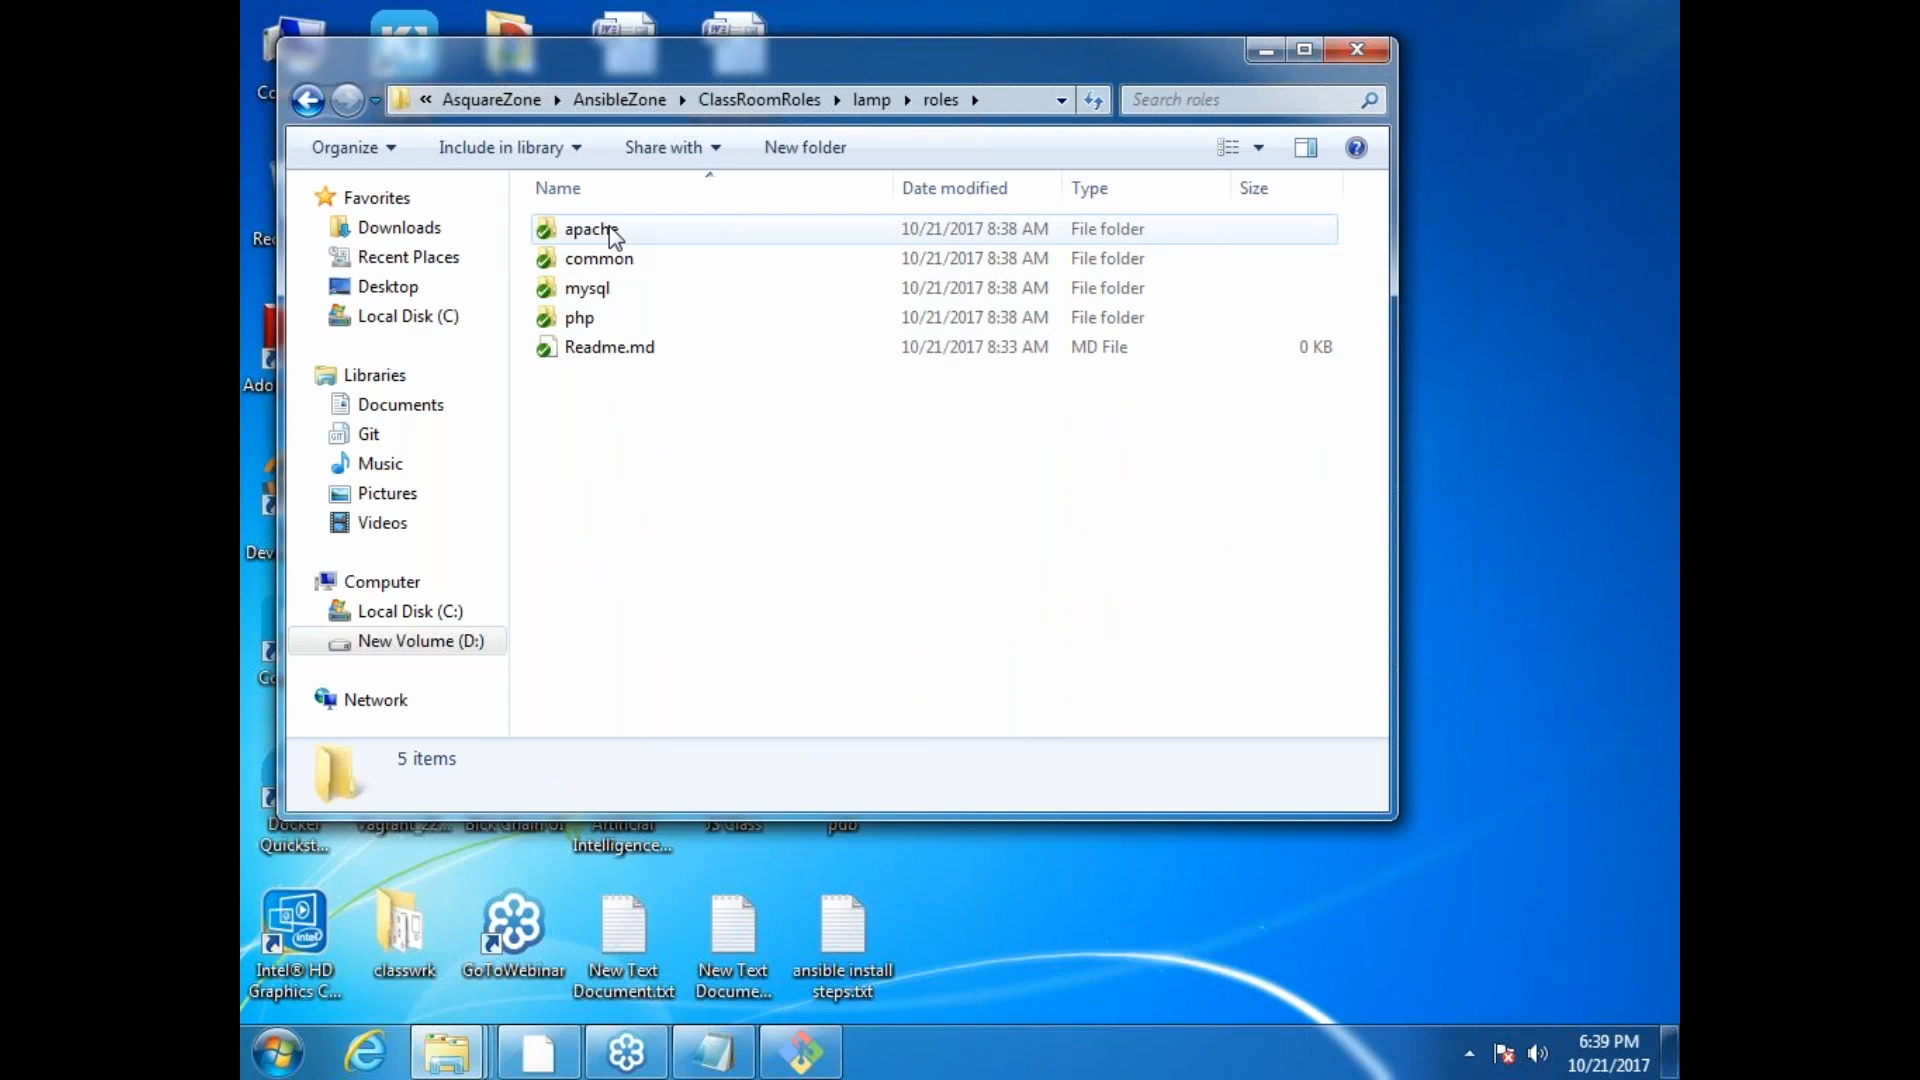 « AsquareZone ▸ AnsibleZone ▸ ClassRoomRoles ▸ lamp ▸ roles ▸
Search roles
Organize Include in library Share with New folder
Name Date modified Type Size
apache 10/21/2017 8:38 AM File folder
common 10/21/2017 8:38 AM File folder
mysql 10/21/2017 8:38 AM File folder
php 10/21/2017 8:38 AM File folder
Readme.md 10/21/2017 8:33 AM MD File 0 KB
Favorites
Downloads
Recent Places
Desktop
Local Disk (C)
Libraries
Documents
Git
Music
Pictures
Videos
Computer
Local Disk (C:)
New Volume (D:)
Network
5 items
Co
Rec
Ado
Dev
Co
Docker
Quickst...
Artificial
Intelligence...
JS Class
pub
Intel® HD
Graphics C...
classwrk
GoToWebinar
New Text
Document.txt
New Text
Docume...
ansible install
steps.txt
6:39 PM
10/21/2017